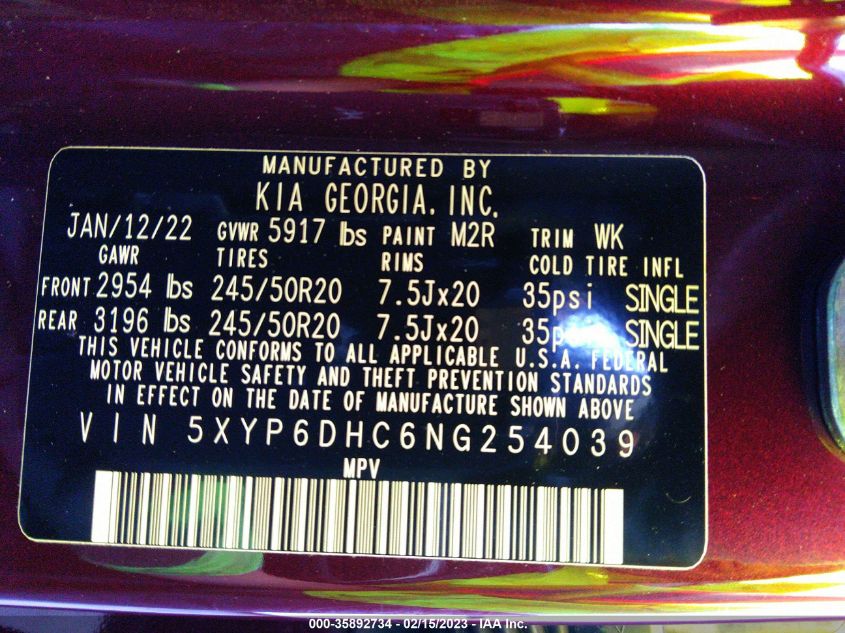 MANUFACTURED BY
KIA GEORGIA, INC.
JAN/12/22 GVWR 5917 lbs PAINT M2R TRIM WK
GAWR TIRES RIMS COLD TIRE INFL
FRONT 2954 lbs 245/50R20 7.5Jx20 35psi SINGLE
REAR 3196 lbs 245/50R20 7.5Jx20 35psi SINGLE
THIS VEHICLE CONFORMS TO ALL APPLICABLE U.S.A. FEDERAL
MOTOR VEHICLE SAFETY AND THEFT PREVENTION STANDARDS
IN EFFECT ON THE DATE OF MANUFACTURE SHOWN ABOVE
VIN 5XYP6DHC6NG254039
MPV
000-35892734 - 02/15/2023 - IAA Inc.